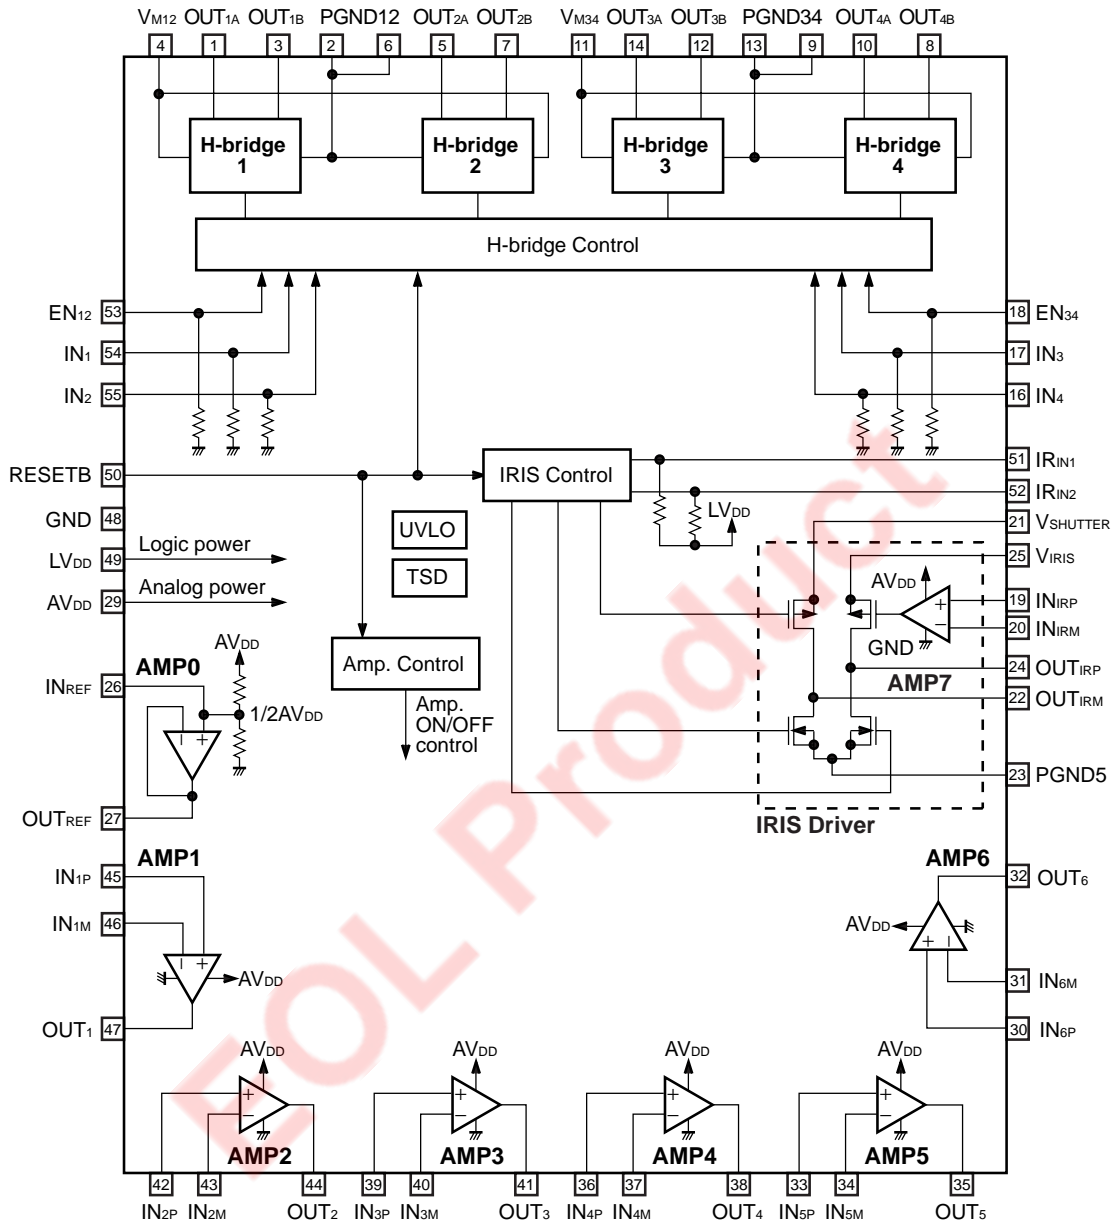 VM12 OUT1A OUT1B PGND12 OUT2A OUT2B VM34 OUT3A OUT3B PGND34 OUT4A OUT4B
4 1 3 2 6 5 7 11 14 12 13 9 10 8
H-bridge 1
H-bridge 2
H-bridge 3
H-bridge 4
H-bridge Control
EN12 53
18 EN34
IN1 54
17 IN3
IN2 55
16 IN4
RESETB 50
IRIS Control
51 IRIN1
52 IRIN2
LVDD
GND 48
UVLO
21 VSHUTTER
LVDD 49
Logic power
TSD
25 VIRIS
AVDD 29
Analog power
AVDD
19 INIRP
20 INIRM
GND
AMP0
AVDD
Amp. Control
24 OUTIRP
AMP7
INREF 26
22 OUTIRM
1/2AVDD
Amp.
ON/OFF
control
− +
+
−
23 PGND5
OUTREF 27
IRIS Driver
AMP1
AMP6
IN1P 45
32 OUT6
IN1M 46
AVDD
+ −
− +
AVDD
31 IN6M
OUT1 47
30 IN6P
AVDD AVDD AVDD AVDD
+ + + +
− − − −
AMP2 AMP3 AMP4 AMP5
42 43 44 39 40 41 36 37 38 33 34 35
IN2P IN2M OUT2 IN3P IN3M OUT3 IN4P IN4M OUT4 IN5P IN5M OUT5
EOL Product